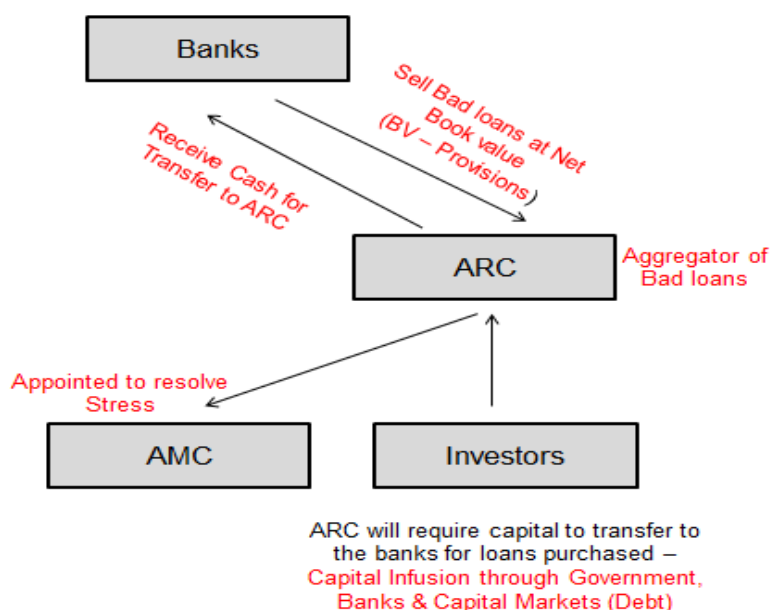 Banks
Sell Bad loans at Net
Book value
(BV – Provisions)
Receive Cash for
Transfer to ARC
ARC
Aggregator of
Bad loans
Appointed to resolve
Stress
AMC
Investors
ARC will require capital to transfer to
the banks for loans purchased –
Capital Infusion through Government,
Banks & Capital Markets (Debt)